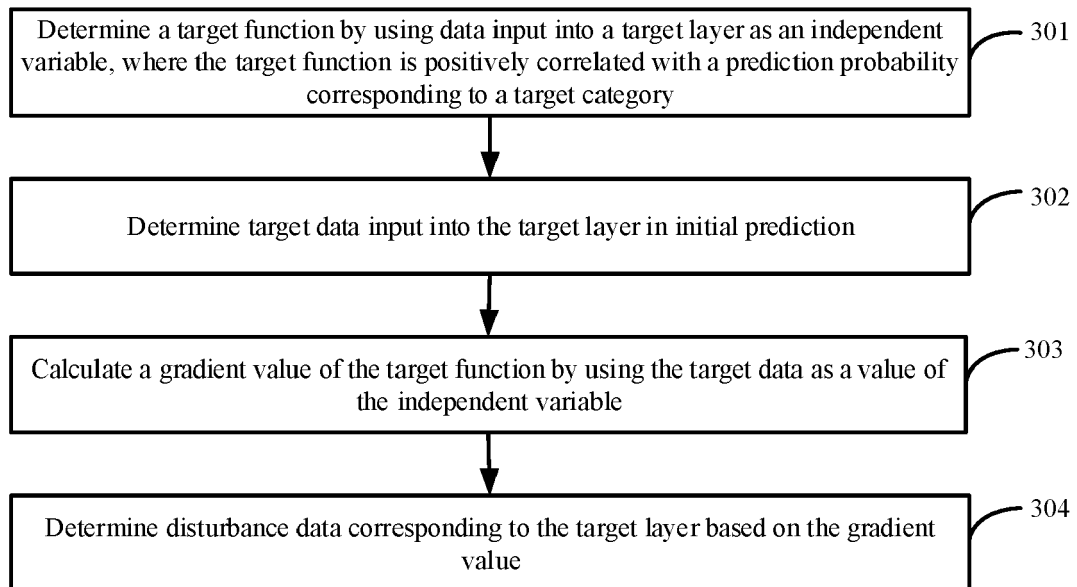 Determine a target function by using data input into a target layer as an independent
variable, where the target function is positively correlated with a prediction probability
corresponding to a target category
301
Determine target data input into the target layer in initial prediction
302
Calculate a gradient value of the target function by using the target data as a value of
the independent variable
303
Determine disturbance data corresponding to the target layer based on the gradient
value
304